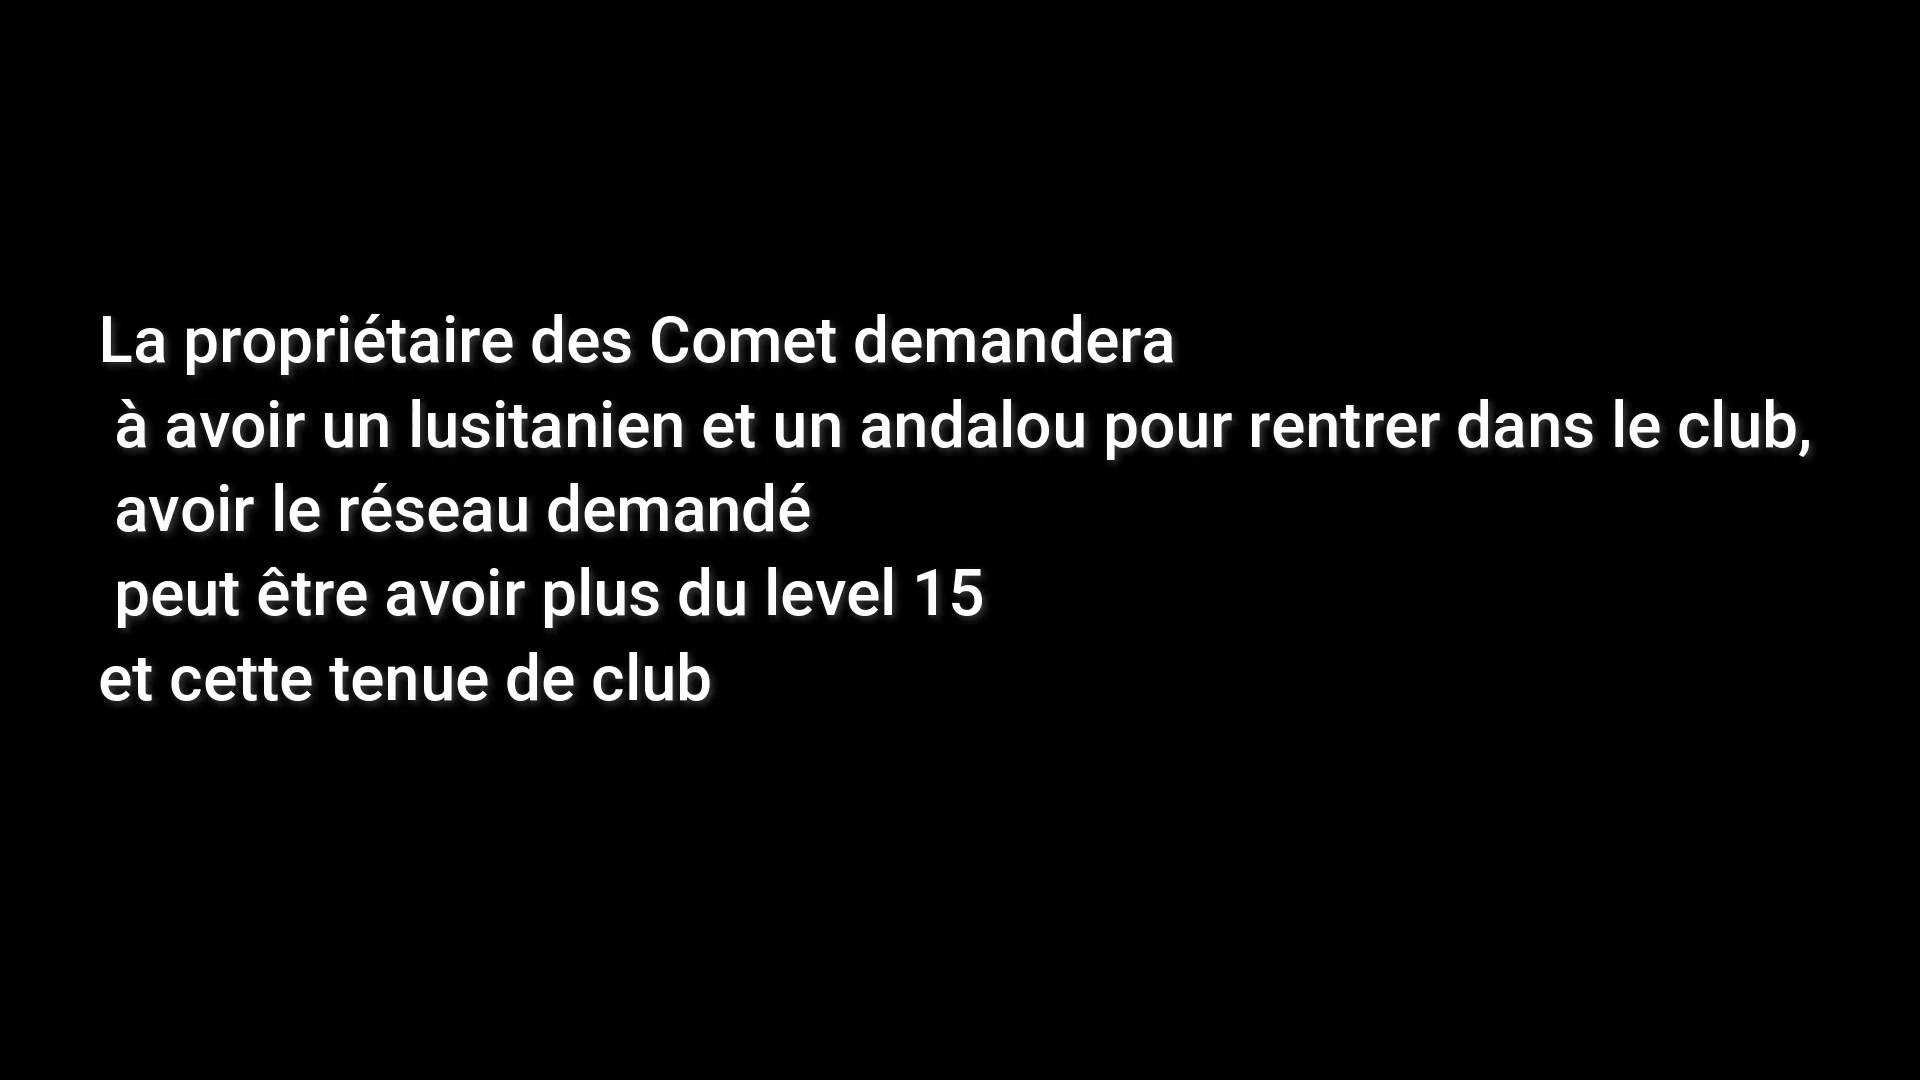 La propriétaire des Comet demandera
à avoir un lusitanien et un andalou pour rentrer dans le club,
avoir le réseau demandé
peut être avoir plus du level 15
et cette tenue de club